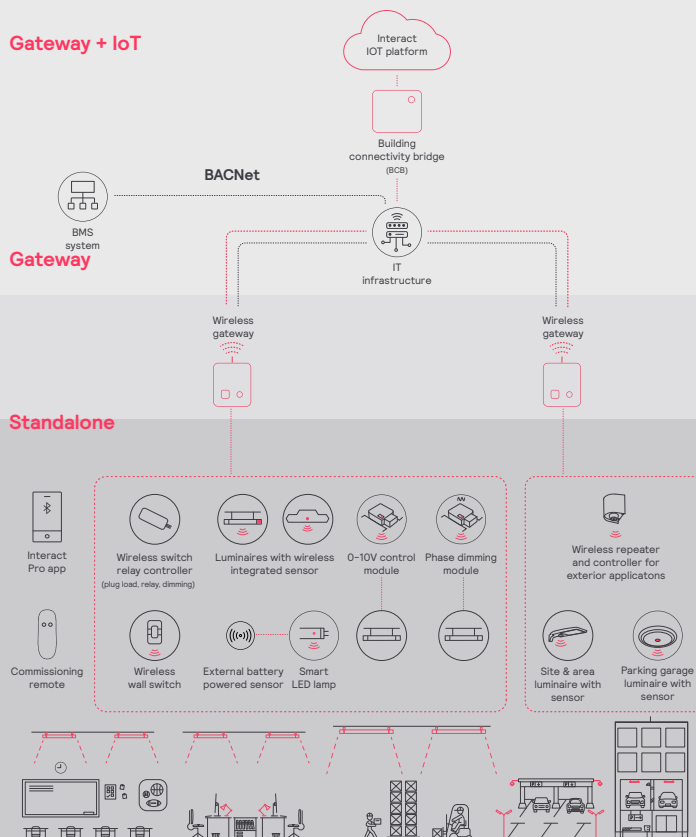 Gateway + IoT
Interact
IOT platform
Building
connectivity bridge
(BCB)
BACNet
BMS
system
IT
infrastructure
Gateway
Wireless
gateway
Wireless
gateway
Standalone
Interact
Pro app
Wireless switch
relay controller
(plug load, relay, dimming)
Luminaires with wireless
integrated sensor
0-10V control
module
Phase dimming
module
Wireless repeater
and controller for
exterior applicatons
Commissioning
remote
Wireless
wall switch
External battery
powered sensor
Smart
LED lamp
Site & area
luminaire with
sensor
Parking garage
luminaire with
sensor